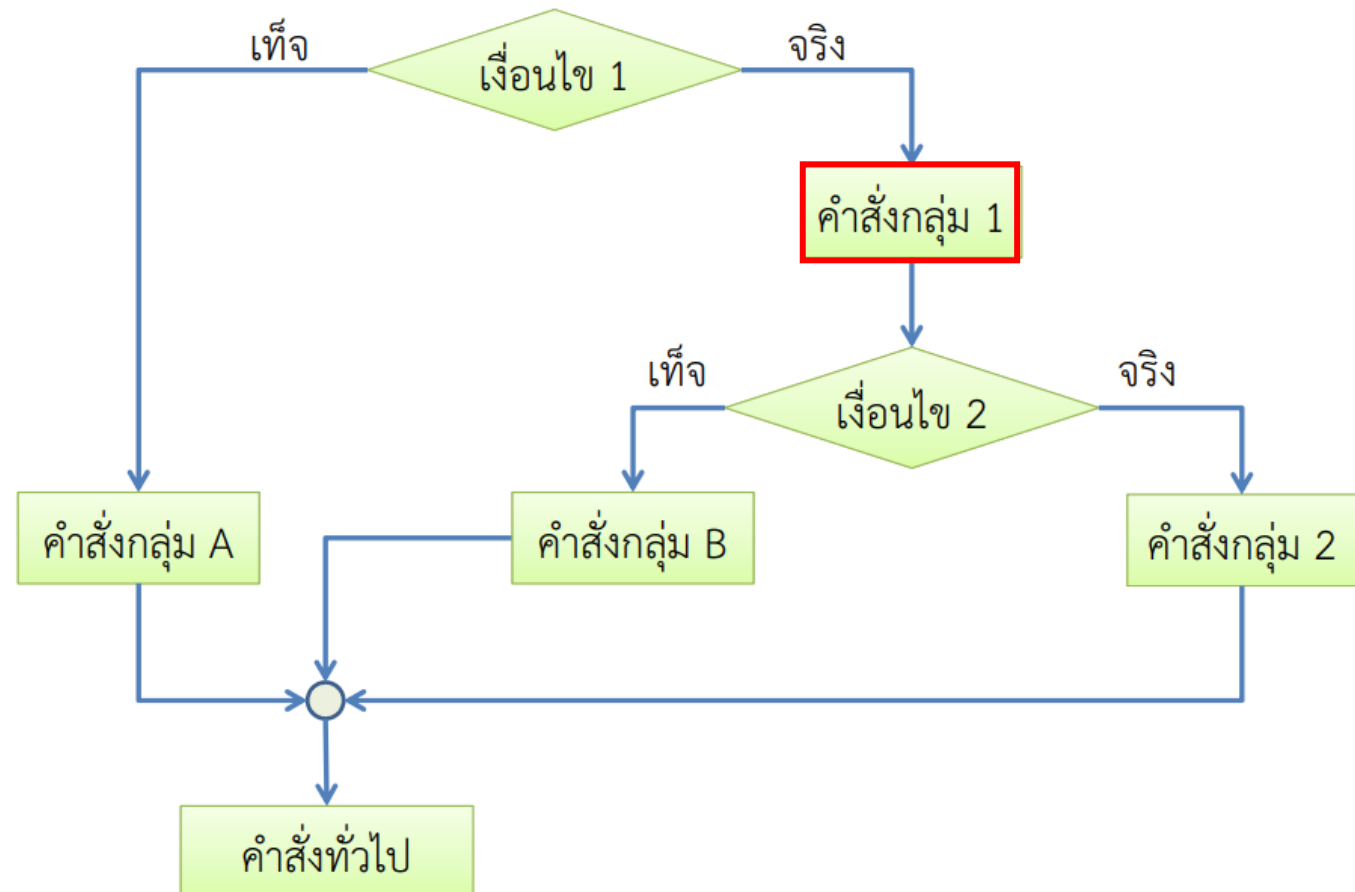 เท็จ
เงื่อนไข 1
จริง
คำสั่งกลุ่ม 1
เท็จ
เงื่อนไข 2
จริง
คำสั่งกลุ่ม A
คำสั่งกลุ่ม B
คำสั่งกลุ่ม 2
คำสั่งทั่วไป